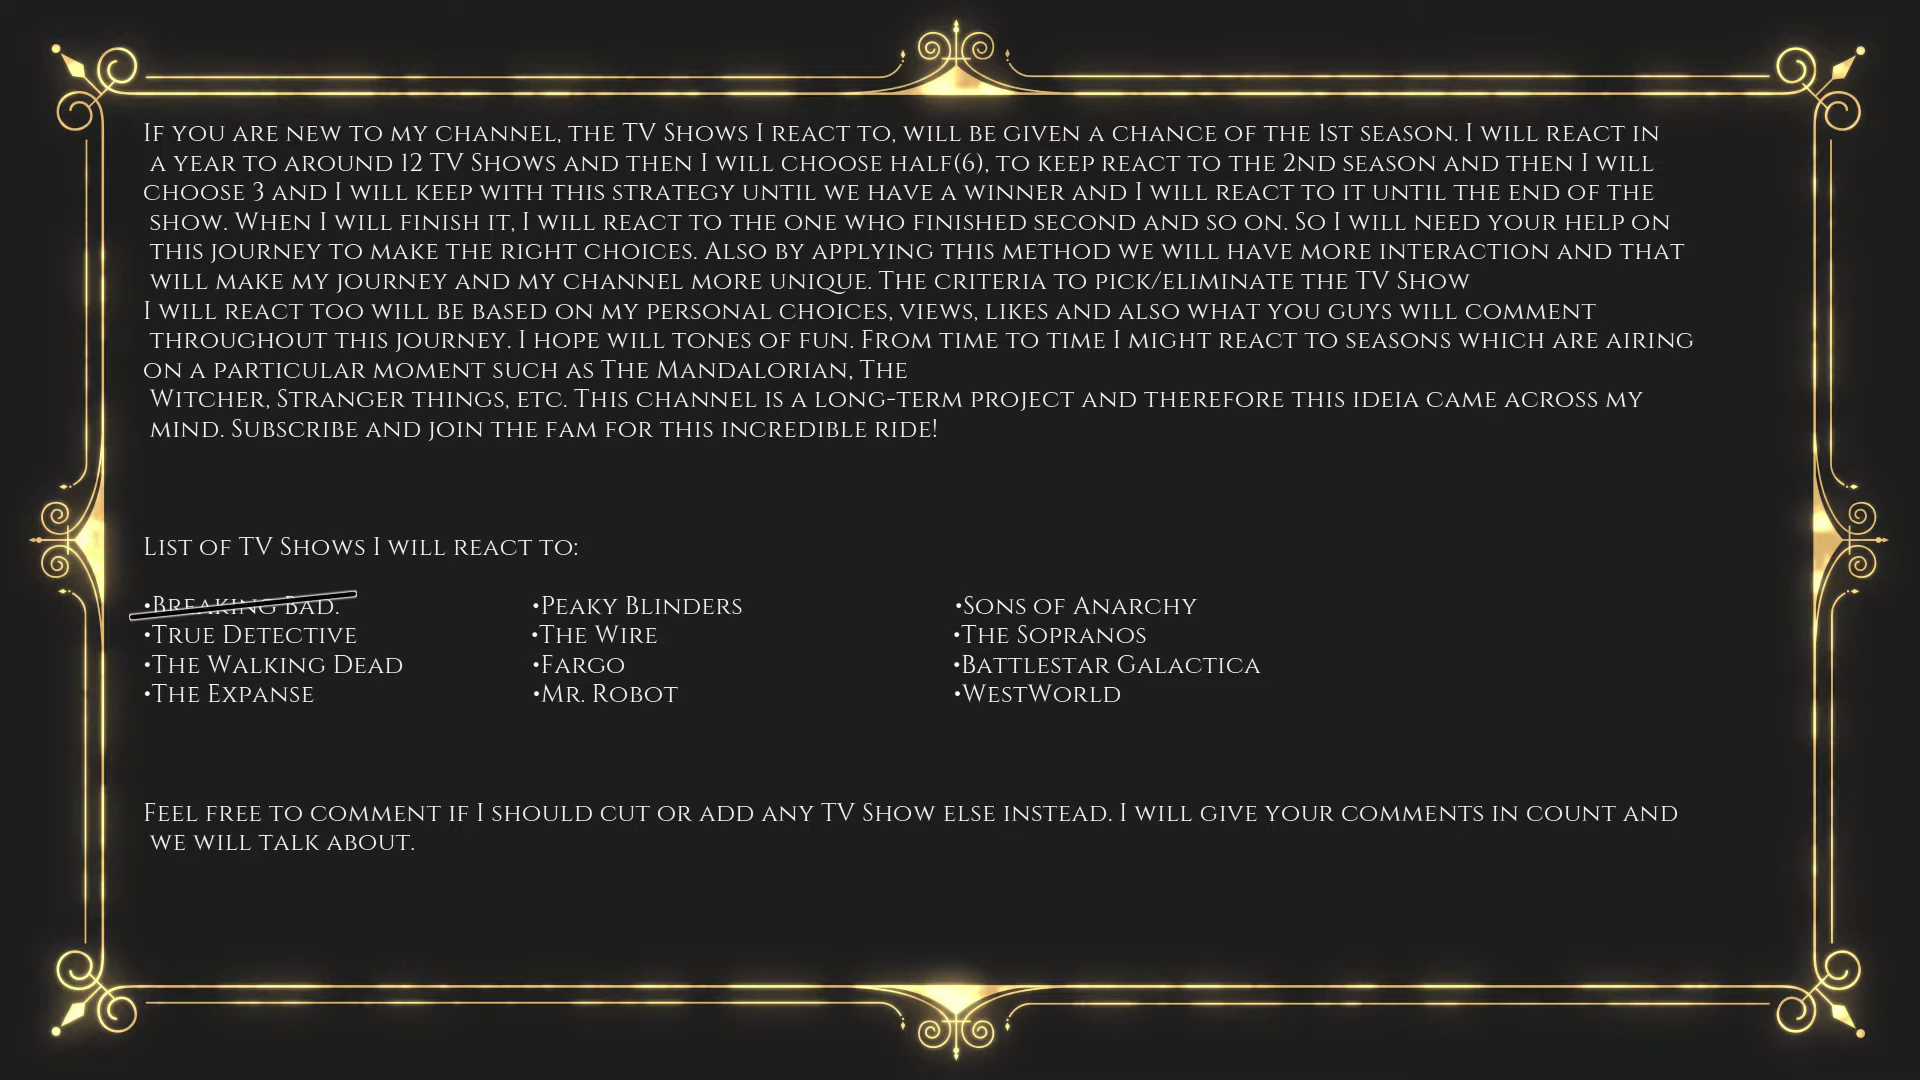 If you are new to my channel, the TV Shows I react to, will be given a chance of the 1st season. I will react in
a year to around 12 TV Shows and then I will choose half(6), to keep react to the 2nd season and then I will
choose 3 and I will keep with this strategy until we have a winner and I will react to it until the end of the
show. When I will finish it, I will react to the one who finished second and so on. So I will need your help on
this journey to make the right choices. Also by applying this method we will have more interaction and that
will make my journey and my channel more unique. The criteria to pick/eliminate the TV Show
I will react too will be based on my personal choices, views, likes and also what you guys will comment
throughout this journey. I hope will tones of fun. From time to time I might react to seasons which are airing
on a particular moment such as The Mandalorian, The
Witcher, Stranger things, etc. This channel is a long-term project and therefore this ideia came across my
mind. Subscribe and join the fam for this incredible ride!
List of TV Shows I will react to:
•Breaking Bad. •Peaky Blinders •Sons of Anarchy
•True Detective •The Wire •The Sopranos
•The Walking Dead •Fargo •Battlestar Galactica
•The Expanse •Mr. Robot •WestWorld
Feel free to comment if I should cut or add any TV Show else instead. I will give your comments in count and
we will talk about.